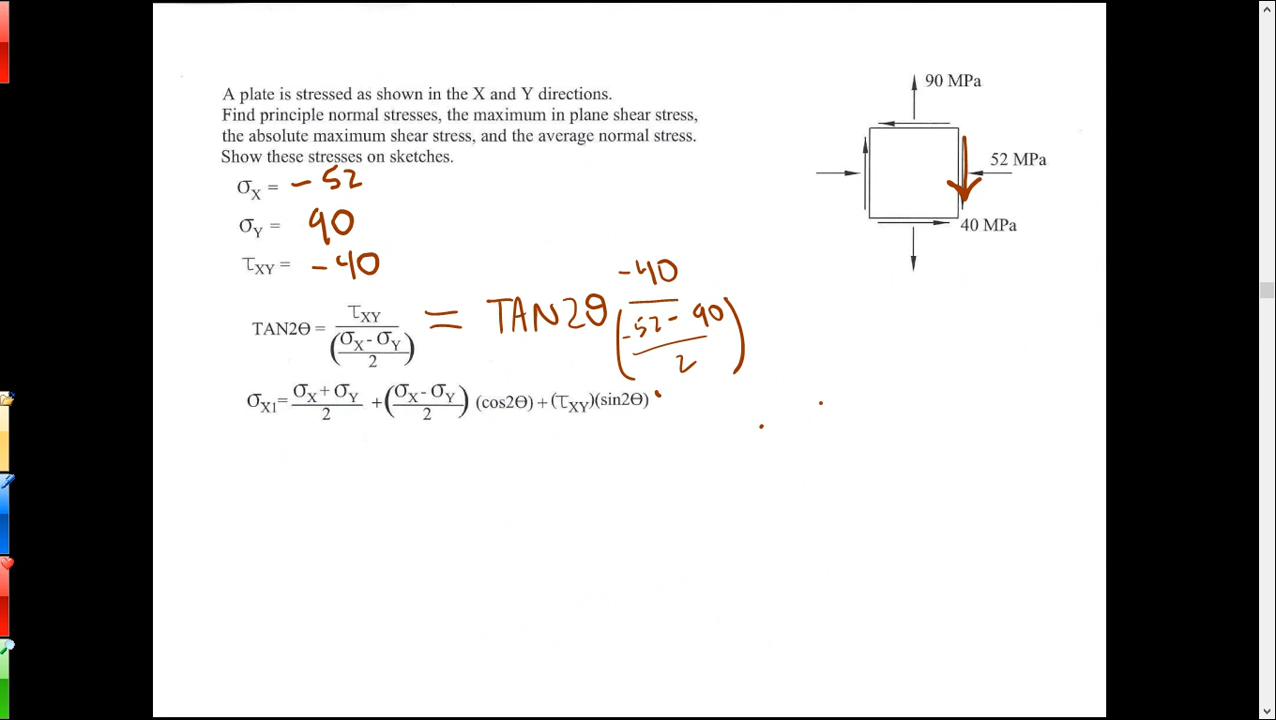 A plate is stressed as shown in the X and Y directions.
Find principle normal stresses, the maximum in plane shear stress,
the absolute maximum shear stress, and the average normal stress.
Show these stresses on sketches.
90 MPa
52 MPa
40 MPa
σX = -52
σY = 90
τXY = -40
TAN2Θ = τXY / ((σX - σY) / 2) = TAN2θ -40 / ((-52 - 90) / 2)
σX1= (σX + σY) / 2 + ((σX - σY) / 2) (cos2Θ) + (τXY)(sin2Θ)